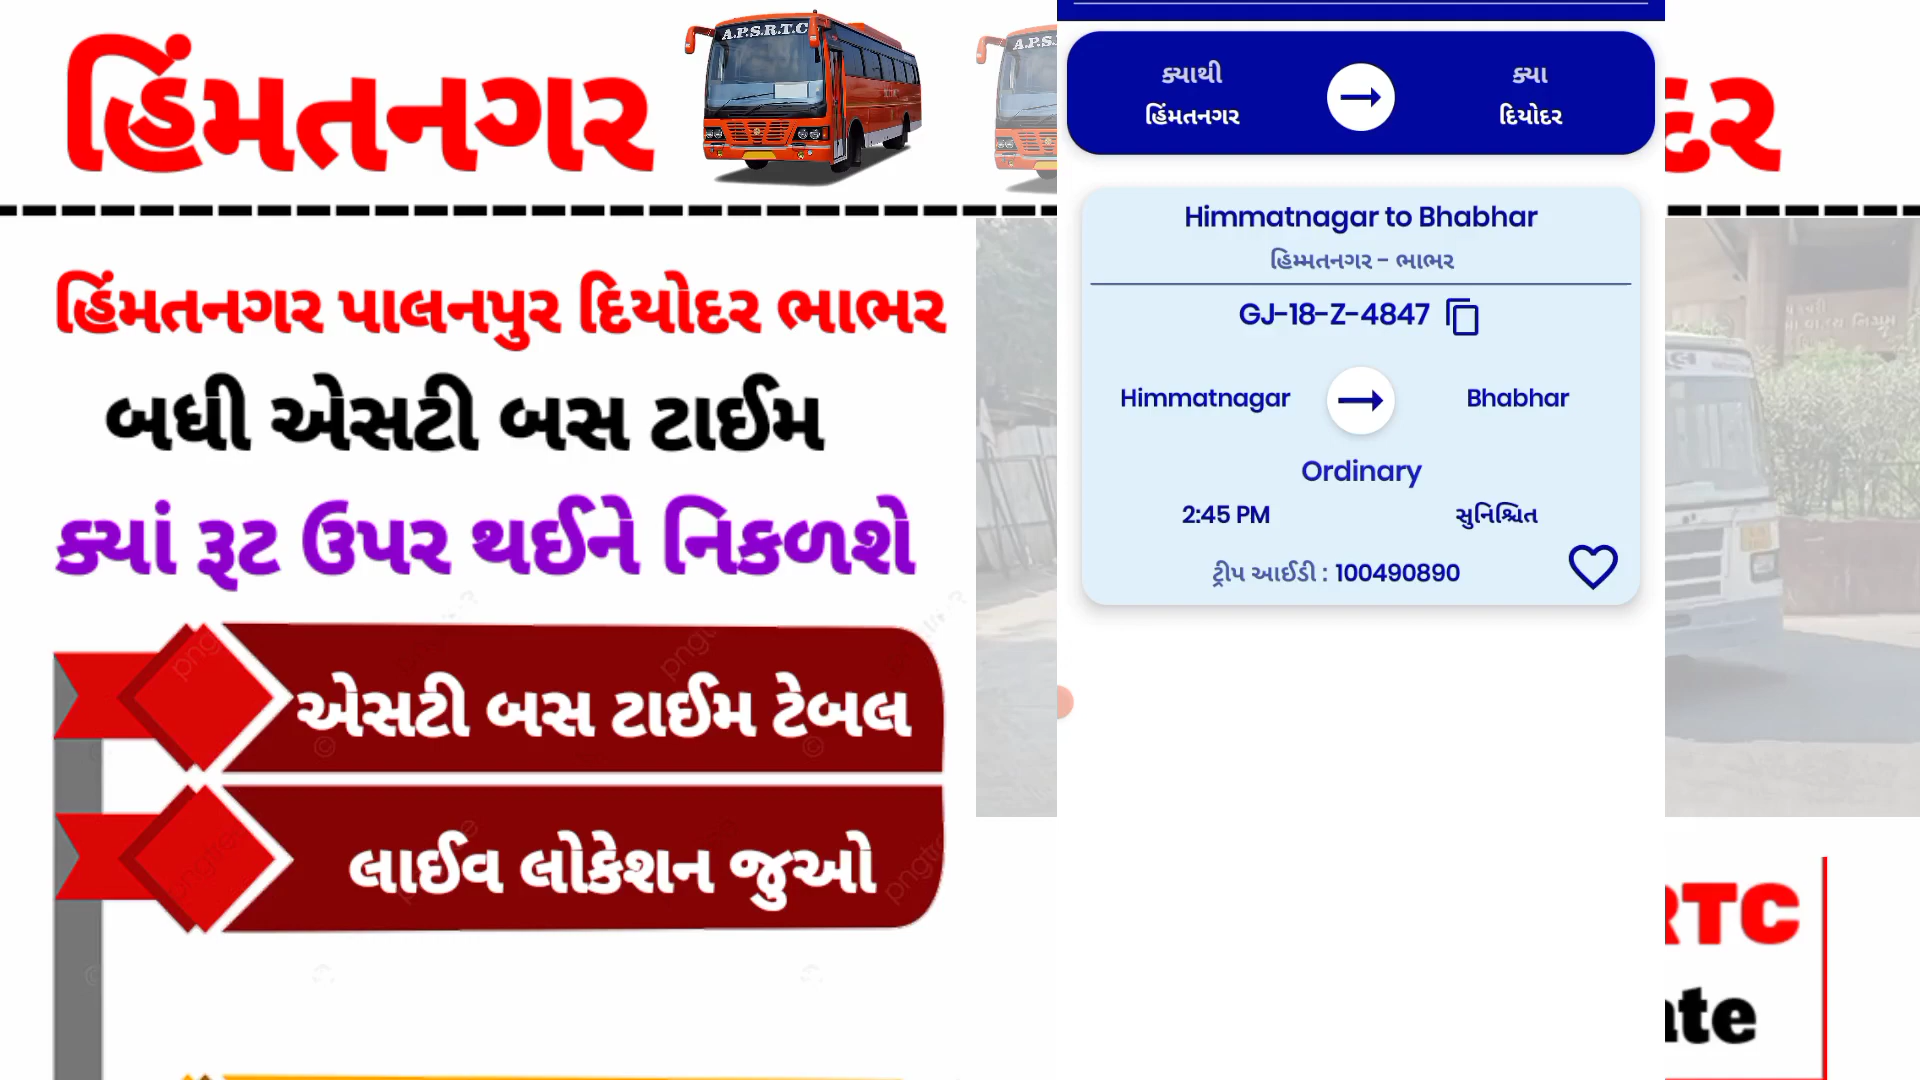 હિંમતનગર
A.P.S.R.T.C
હિંમતનગર પાલનપુર દિયોદર ભાભર
બધી એસટી બસ ટાઈમ
ક્યાં રૂટ ઉપર થઈને નિકળશે
એસટી બસ ટાઈમ ટેબલ
લાઈવ લોકેશન જુઓ
ક્યાથી
ક્યા
હિંમતનગર
દિયોદર
Himmatnagar to Bhabhar
હિમ્મતનગર - ભાભર
GJ-18-Z-4847
Himmatnagar
Bhabhar
Ordinary
2:45 PM
સુનિશ્ચિત
ટ્રીપ આઈડી : 100490890